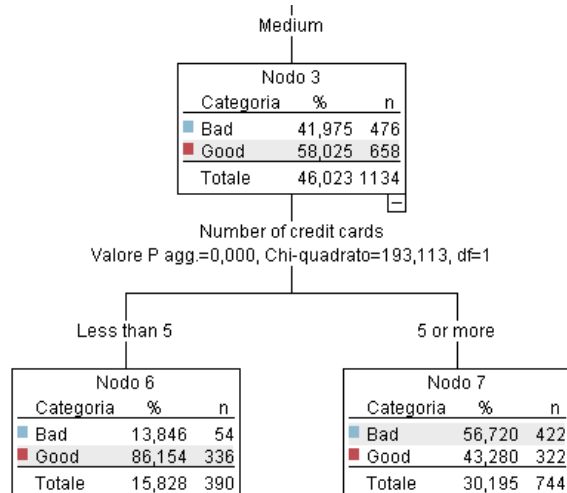 Medium
Nodo 3
Categoria % n
Bad 41,975 476
Good 58,025 658
Totale 46,023 1134
Number of credit cards
Valore P agg.=0,000, Chi-quadrato=193,113, df=1
Less than 5
5 or more
Nodo 6
Categoria % n
Bad 13,846 54
Good 86,154 336
Totale 15,828 390
Nodo 7
Categoria % n
Bad 56,720 422
Good 43,280 322
Totale 30,195 744